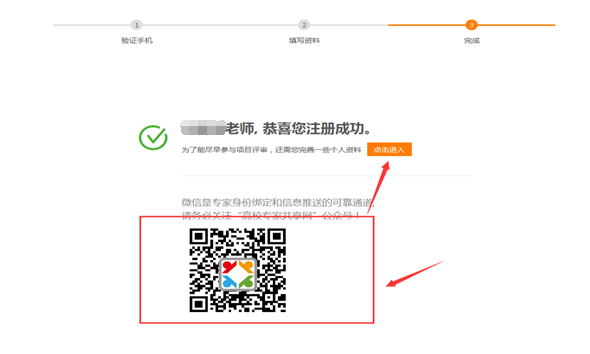 1
2
3
验证手机
填写资料
完成
老师, 恭喜您注册成功。
为了能尽早参与项目评审，还需您完善一些个人资料
点击进入
微信是专家身份绑定和信息推送的可靠通道,
请务必关注“高校专家共享网”公众号！